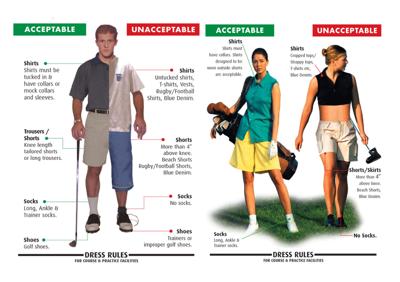 ACCEPTABLE
UNACCEPTABLE
Shirts
Shirts must be
tucked in &
have collars or
mock collars
and sleeves.
Trousers /
Shorts
Knee length
tailored shorts
or long trousers.
Socks
Long, Ankle &
Trainer socks.
Shoes
Golf shoes.
Shirts
Untucked shirts,
T-shirts, Vests,
Rugby/Football
Shirts, Blue Denim.
Shorts
More than 4"
above knee.
Beach Shorts
Rugby/Football Shorts,
Blue Denim.
Socks
No socks.
Shoes
Trainers or
improper golf shoes.
DRESS RULES
FOR COURSE & PRACTICE FACILITIES
ACCEPTABLE
UNACCEPTABLE
Shirts
Shirts must
have collars. Shirts
designed to be
worn outside shorts
are acceptable.
Shirts
Cropped tops/
Strappy tops,
T-shirts etc,
Blue Denim.
Shorts/Skirts
More than 4"
above knee.
Beach Shorts,
Blue Denim.
Socks
Long, Ankle &
Trainer socks.
No Socks.
DRESS RULES
FOR COURSE & PRACTICE FACILITIES